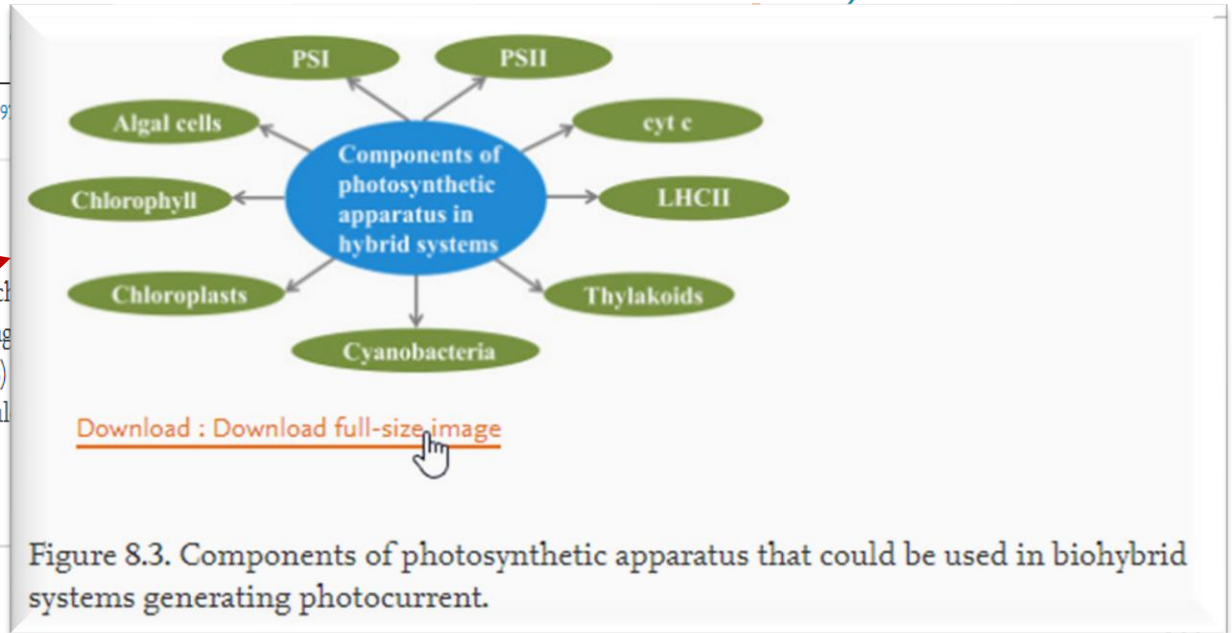 PSI
PSII
Algal cells
cyt c
Components of
photosynthetic
apparatus in
hybrid systems
Chlorophyll
LHCII
Chloroplasts
Thylakoids
Cyanobacteria
Download : Download full-size image
Figure 8.3. Components of photosynthetic apparatus that could be used in biohybrid
systems generating photocurrent.